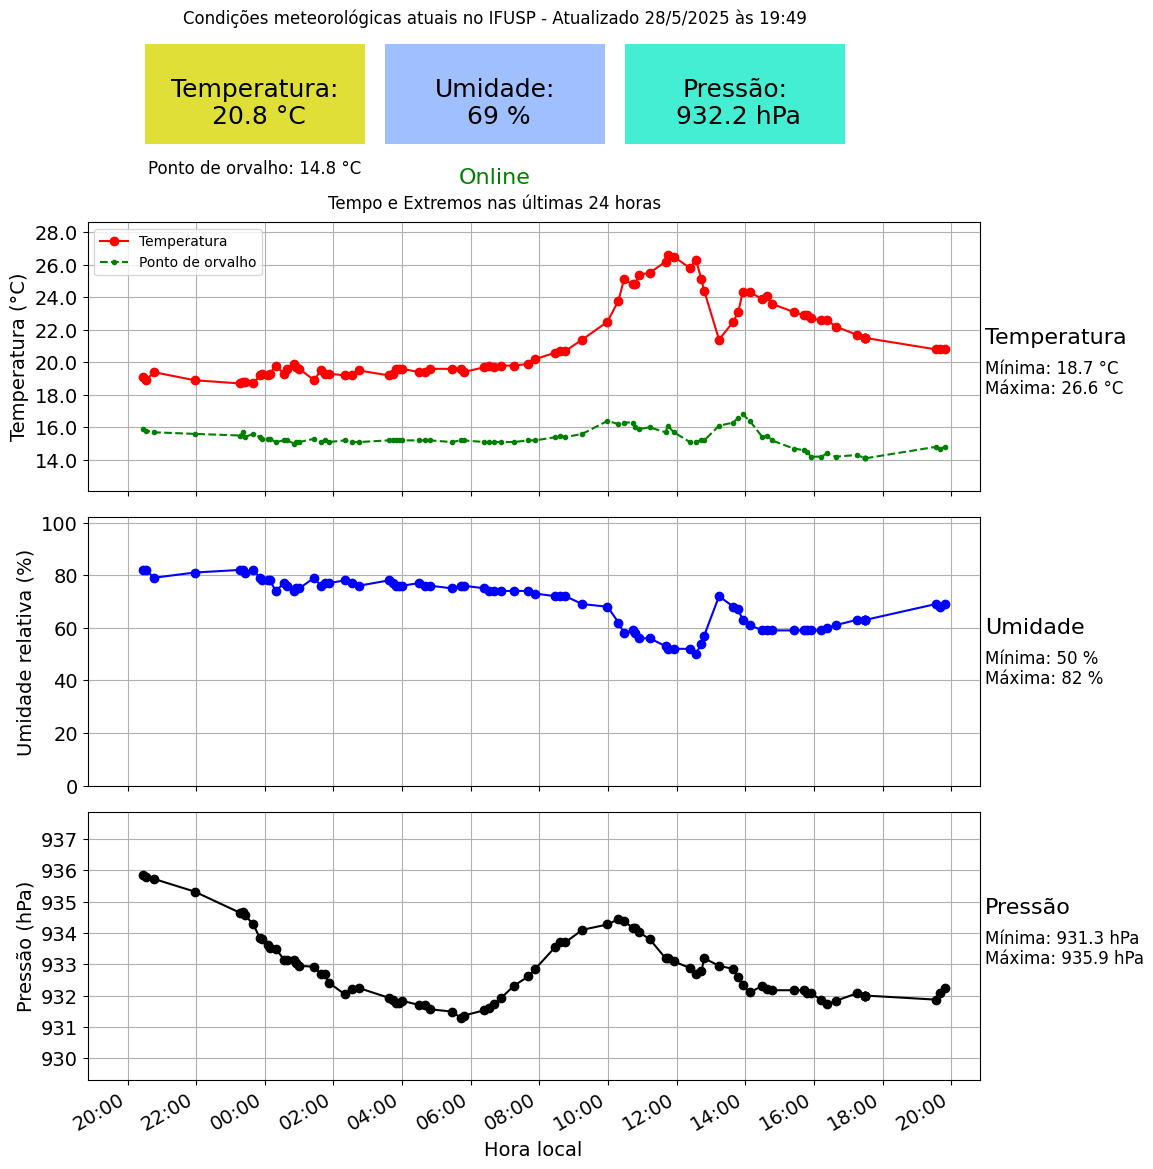 Condições meteorológicas atuais no IFUSP - Atualizado 28/5/2025 às 19:49
Temperatura:
20.8 °C
Umidade:
69 %
Pressão:
932.2 hPa
Ponto de orvalho: 14.8 °C
Online
Tempo e Extremos nas últimas 24 horas
Temperatura (°C)
28.0
26.0
24.0
22.0
20.0
18.0
16.0
14.0
Temperatura
Ponto de orvalho
Temperatura
Mínima: 18.7 °C
Máxima: 26.6 °C
Umidade relativa (%)
100
80
60
40
20
0
Umidade
Mínima: 50 %
Máxima: 82 %
Pressão (hPa)
937
936
935
934
933
932
931
930
Pressão
Mínima: 931.3 hPa
Máxima: 935.9 hPa
20:00
22:00
00:00
02:00
04:00
06:00
08:00
10:00
12:00
14:00
16:00
18:00
20:00
Hora local